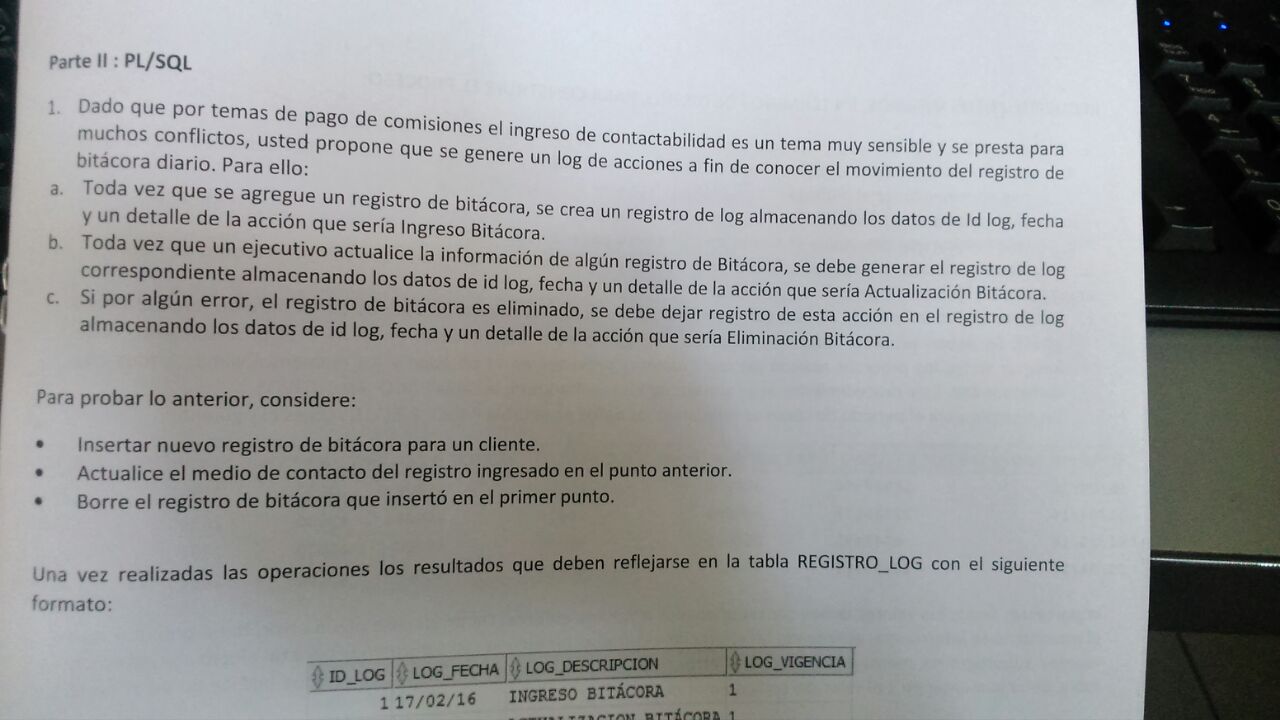 Parte II : PL/SQL
1. Dado que por temas de pago de comisiones el ingreso de contactabilidad es un tema muy sensible y se presta para
muchos conflictos, usted propone que se genere un log de acciones a fin de conocer el movimiento del registro de
bitácora diario. Para ello:
a. Toda vez que se agregue un registro de bitácora, se crea un registro de log almacenando los datos de Id log, fecha
y un detalle de la acción que sería Ingreso Bitácora.
b. Toda vez que un ejecutivo actualice la información de algún registro de Bitácora, se debe generar el registro de log
correspondiente almacenando los datos de id log, fecha y un detalle de la acción que sería Actualización Bitácora.
c. Si por algún error, el registro de bitácora es eliminado, se debe dejar registro de esta acción en el registro de log
almacenando los datos de id log, fecha y un detalle de la acción que sería Eliminación Bitácora.
Para probar lo anterior, considere:
• Insertar nuevo registro de bitácora para un cliente.
• Actualice el medio de contacto del registro ingresado en el punto anterior.
• Borre el registro de bitácora que insertó en el primer punto.
Una vez realizadas las operaciones los resultados que deben reflejarse en la tabla REGISTRO_LOG con el siguiente
formato:
ID_LOG LOG_FECHA LOG_DESCRIPCION LOG_VIGENCIA
1 17/02/16 INGRESO BITÁCORA 1
BITÁCORA 1